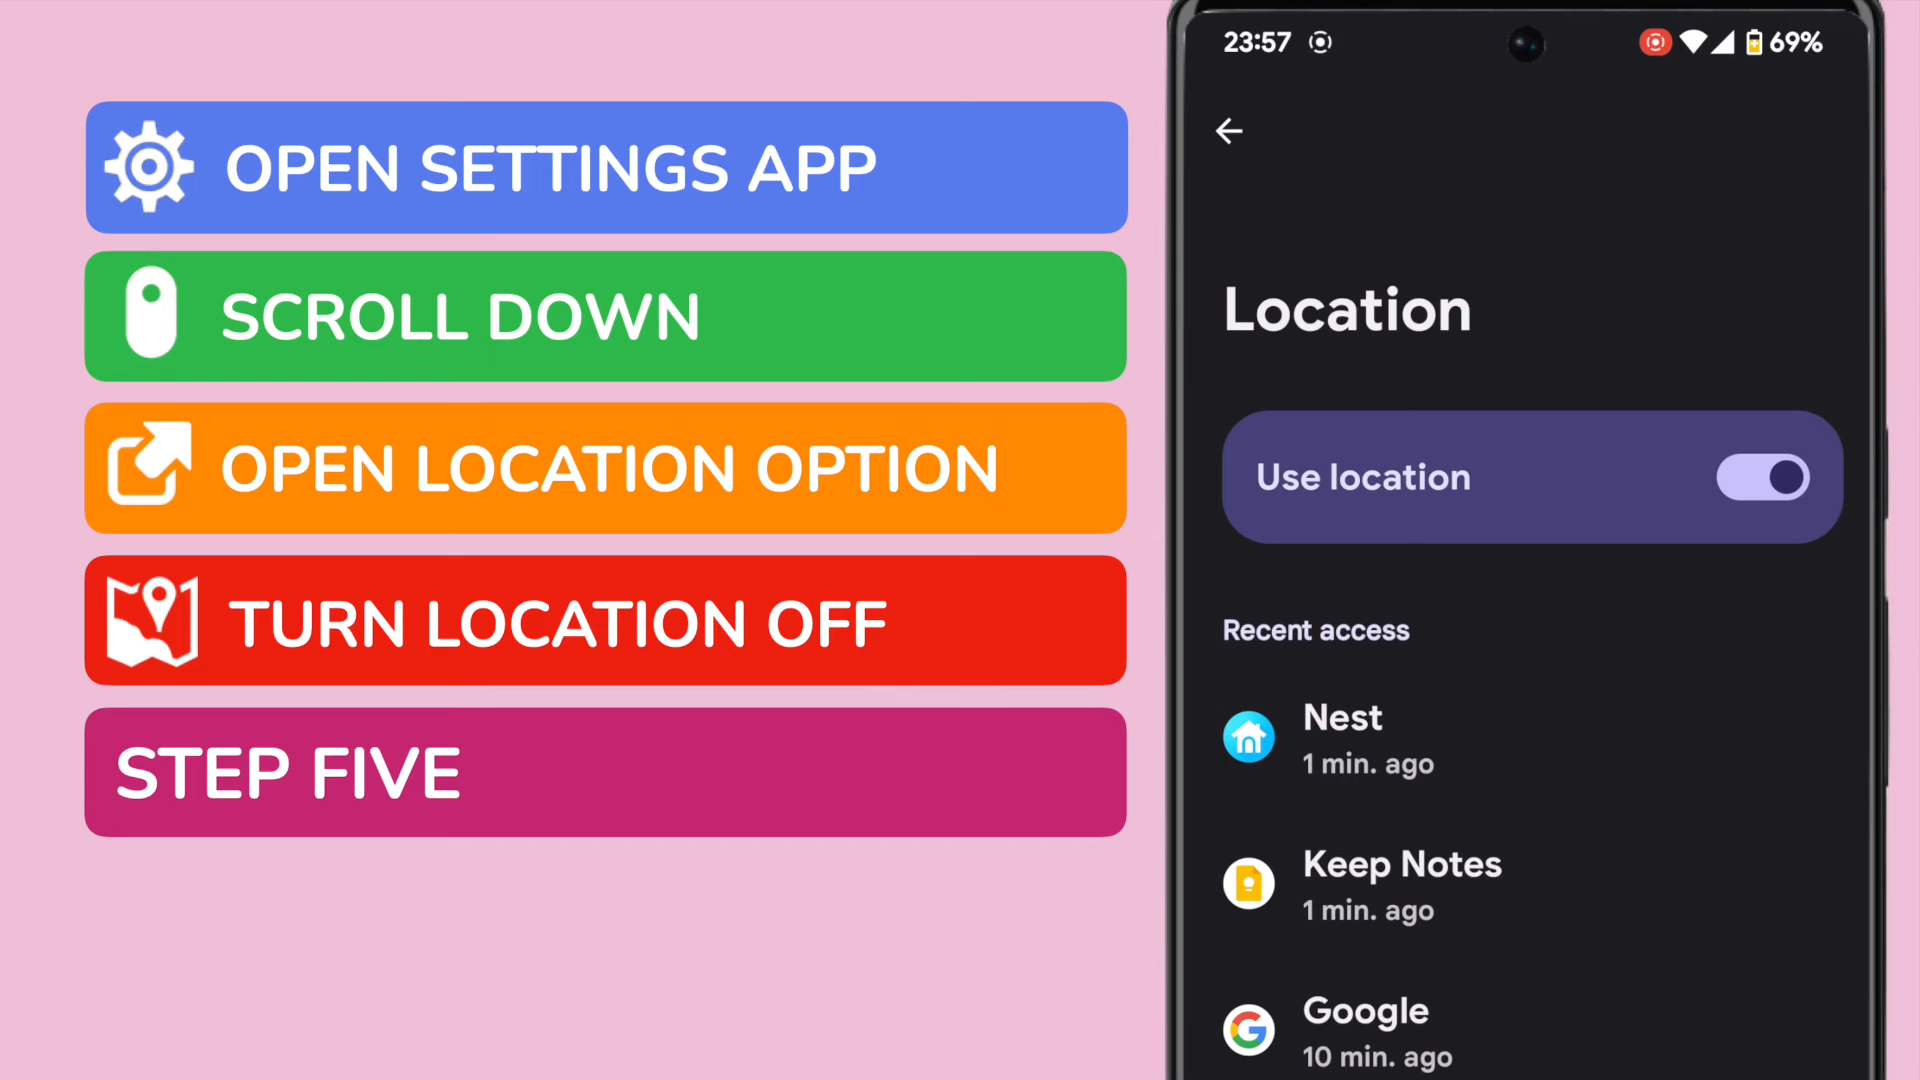 OPEN SETTINGS APP
SCROLL DOWN
OPEN LOCATION OPTION
TURN LOCATION OFF
STEP FIVE
23:57
69%
Location
Use location
Recent access
Nest
1 min. ago
Keep Notes
1 min. ago
Google
10 min. ago